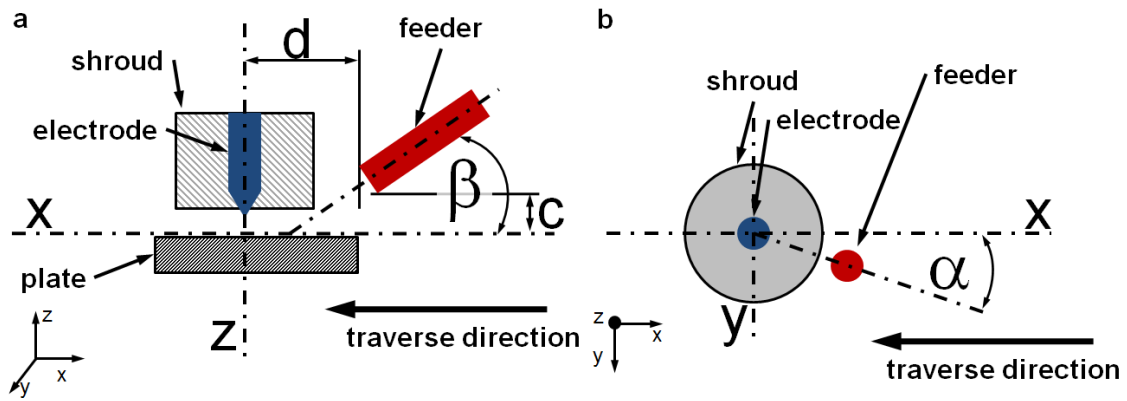 a
d
feeder
shroud
electrode
β
X
c
plate
Z
traverse direction
z
x
y
b
feeder
shroud
electrode
X
α
y
z
x
y
traverse direction